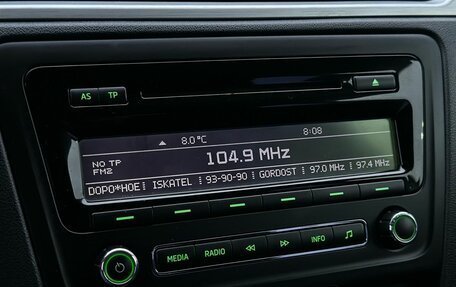 AS TP
8.0 °C 8:08
NO TP 104.9 MHz
FM2
DOPO*HOE ISKATEL 93-90-90 GORDOST 97.0 MHz 97.4 MHz
MEDIA RADIO INFO